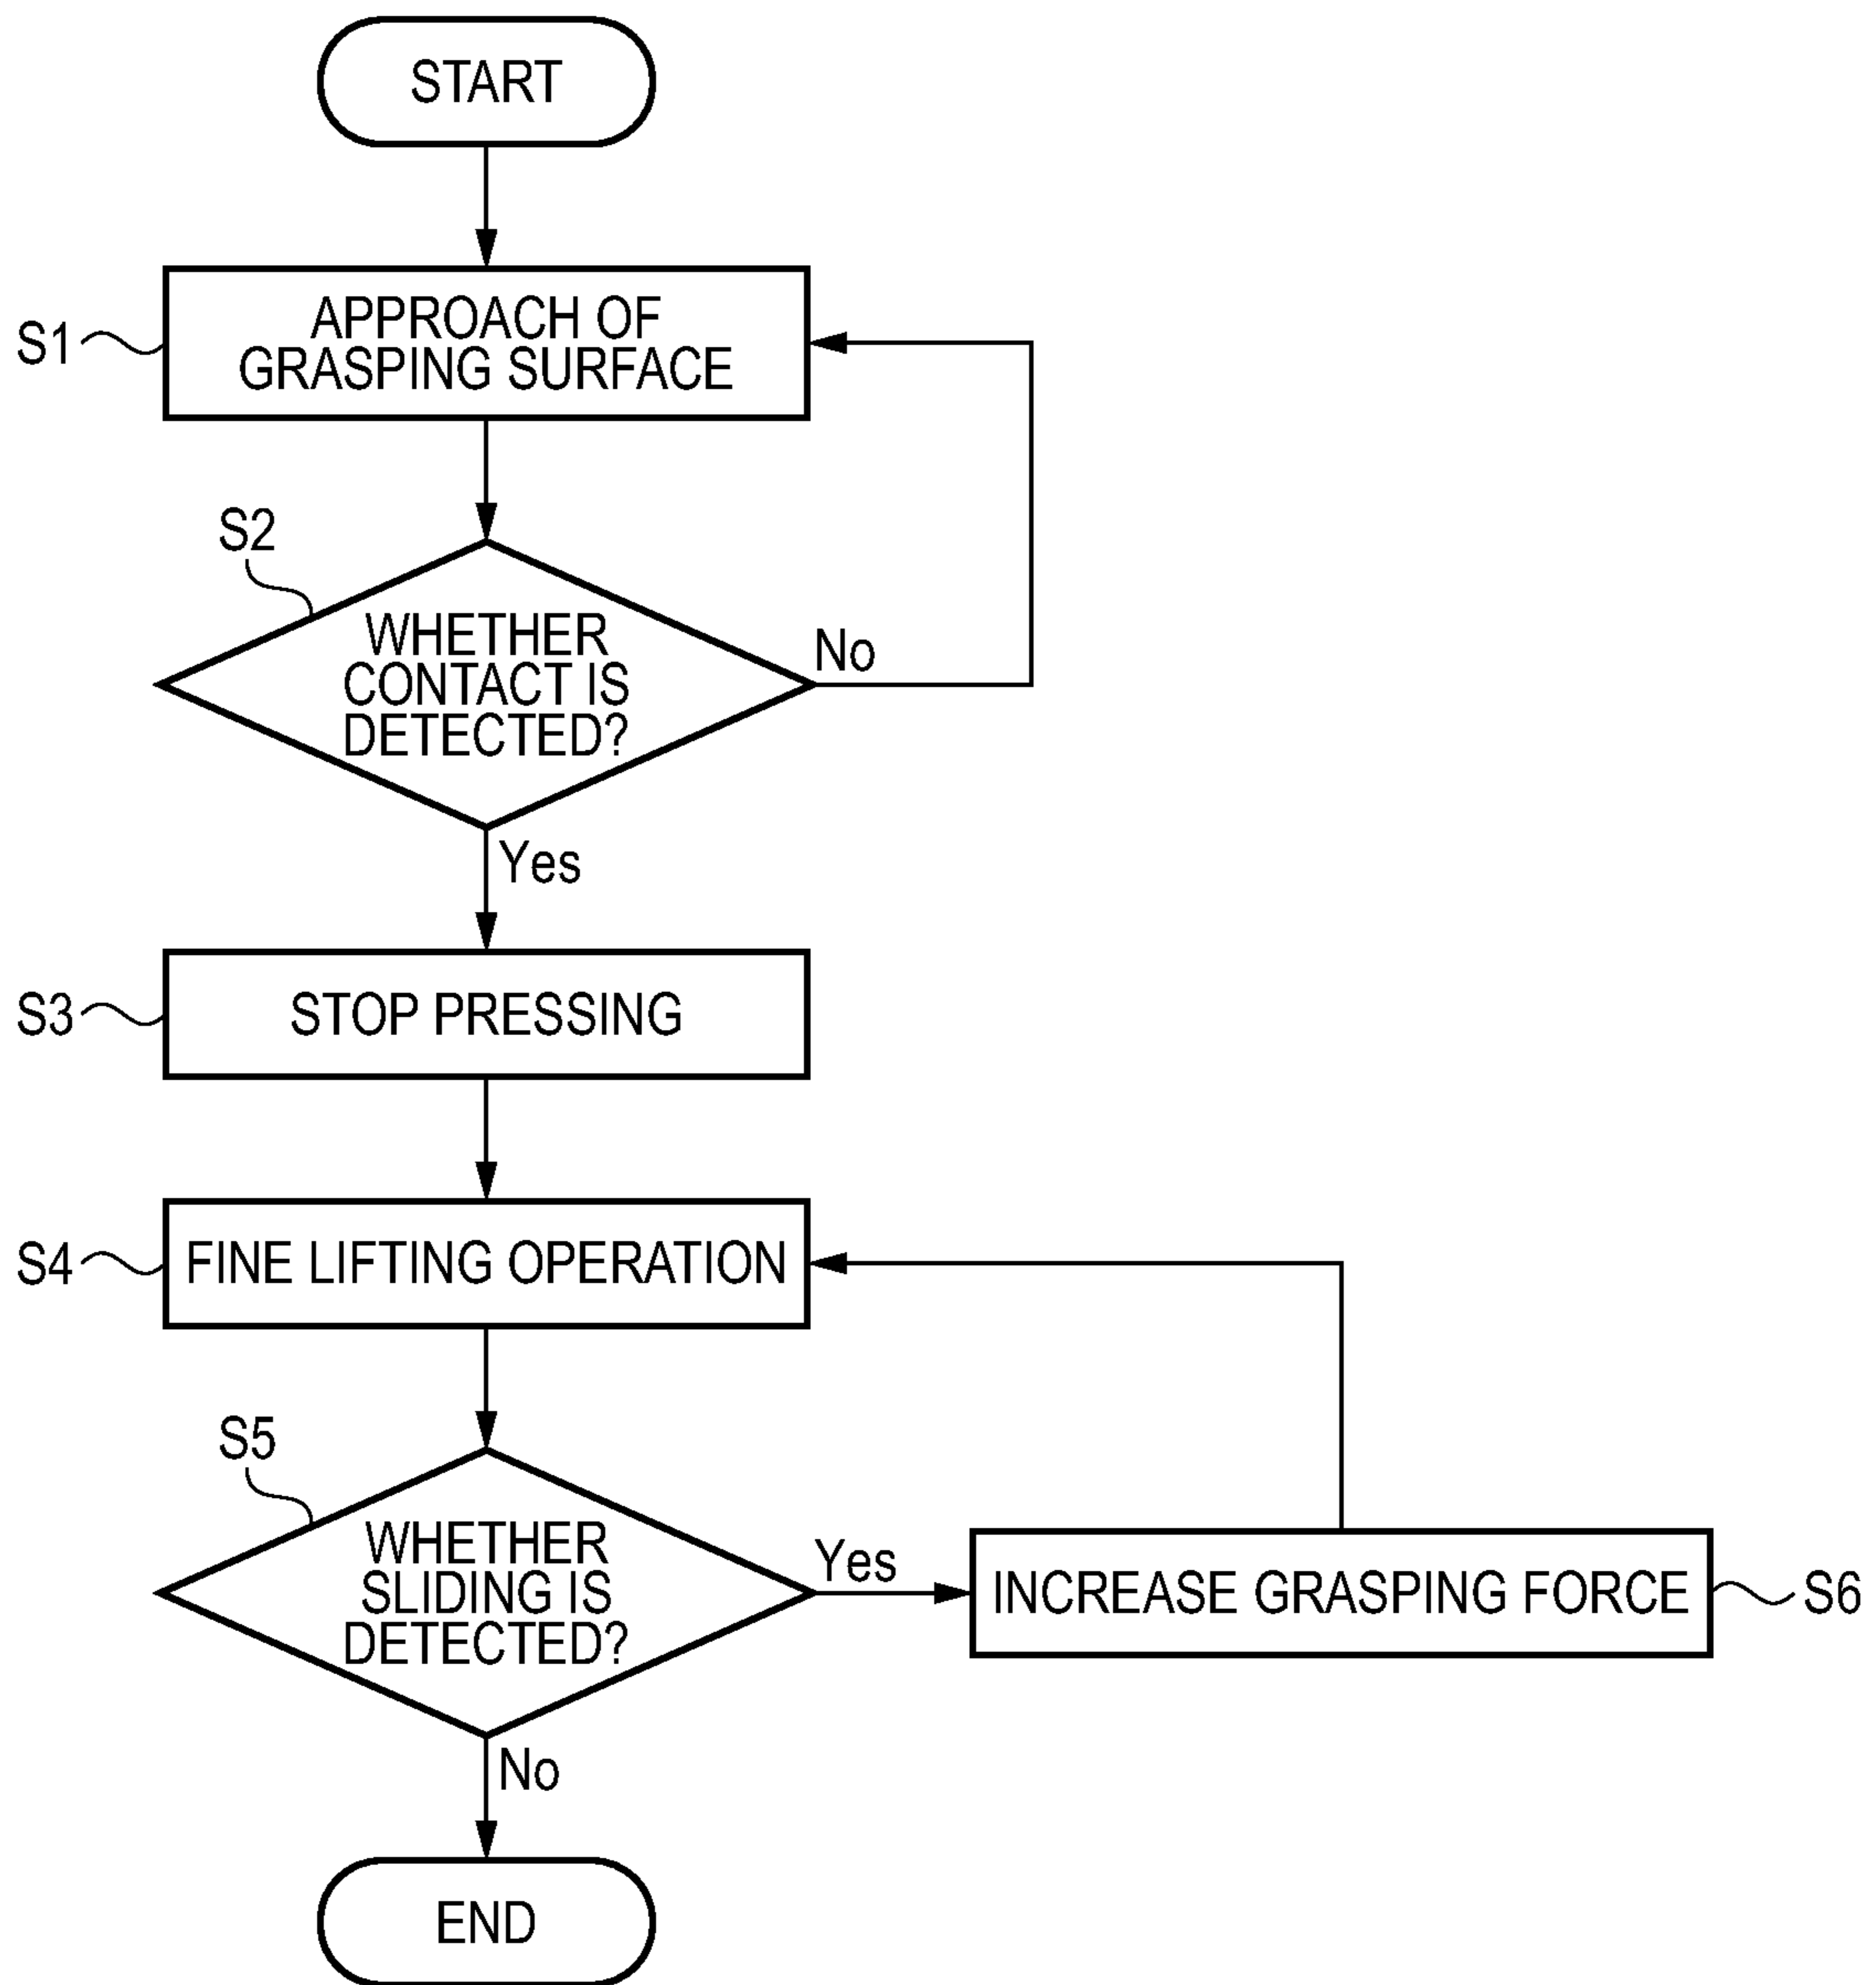 START
S1
APPROACH OF
GRASPING SURFACE
S2
WHETHER
CONTACT IS
DETECTED?
No
Yes
S3
STOP PRESSING
S4
FINE LIFTING OPERATION
S5
WHETHER
SLIDING IS
DETECTED?
Yes
INCREASE GRASPING FORCE
S6
No
END